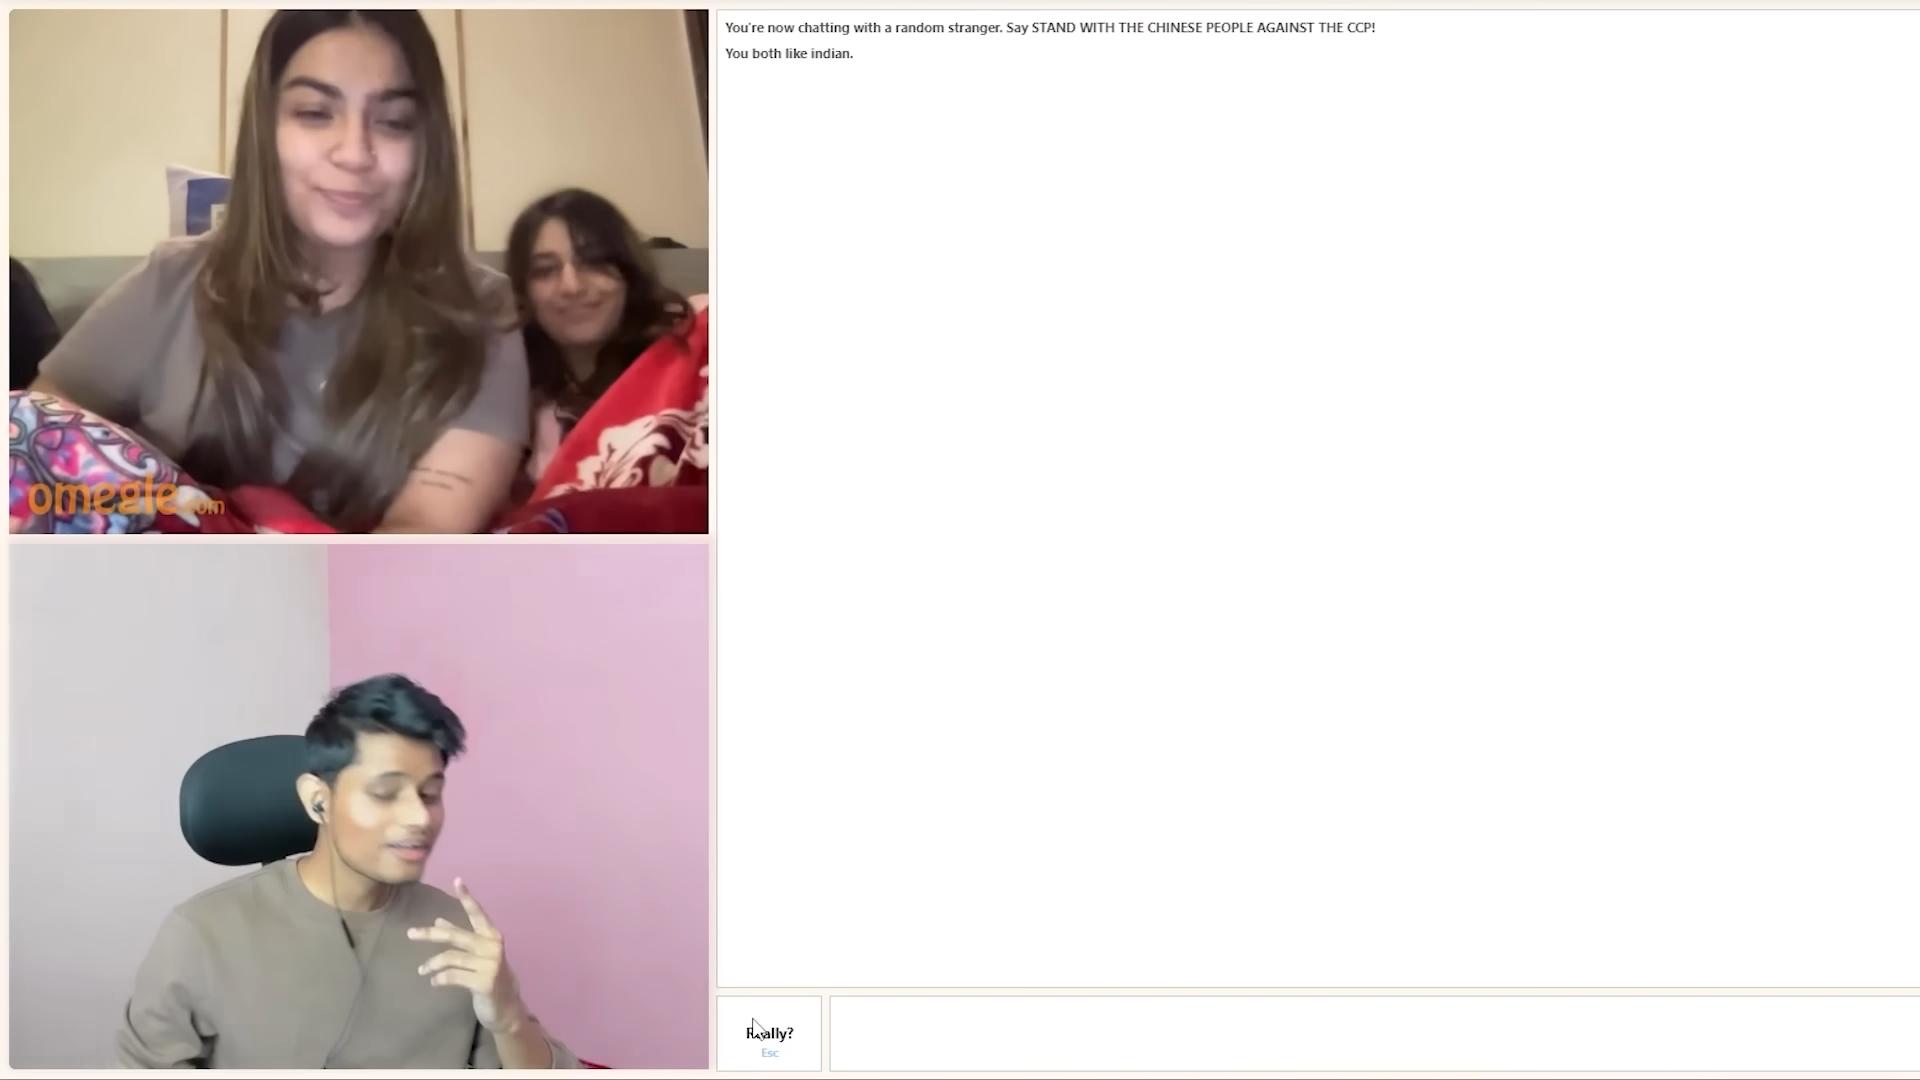 You're now chatting with a random stranger. Say STAND WITH THE CHINESE PEOPLE AGAINST THE CCP!
You both like indian.
omegle.com
Really?
Esc